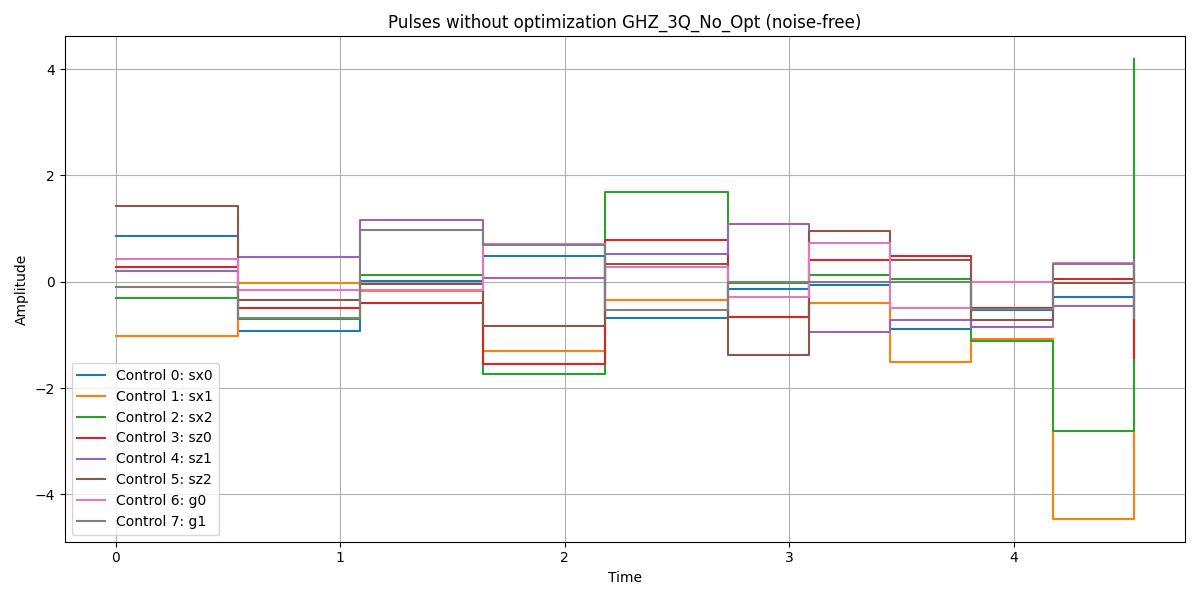 Pulses without optimization GHZ_3Q_No_Opt (noise-free)
4
2
0
−2
−4
Amplitude
Control 0: sx0
Control 1: sx1
Control 2: sx2
Control 3: sz0
Control 4: sz1
Control 5: sz2
Control 6: g0
Control 7: g1
0 1 2 3 4
Time